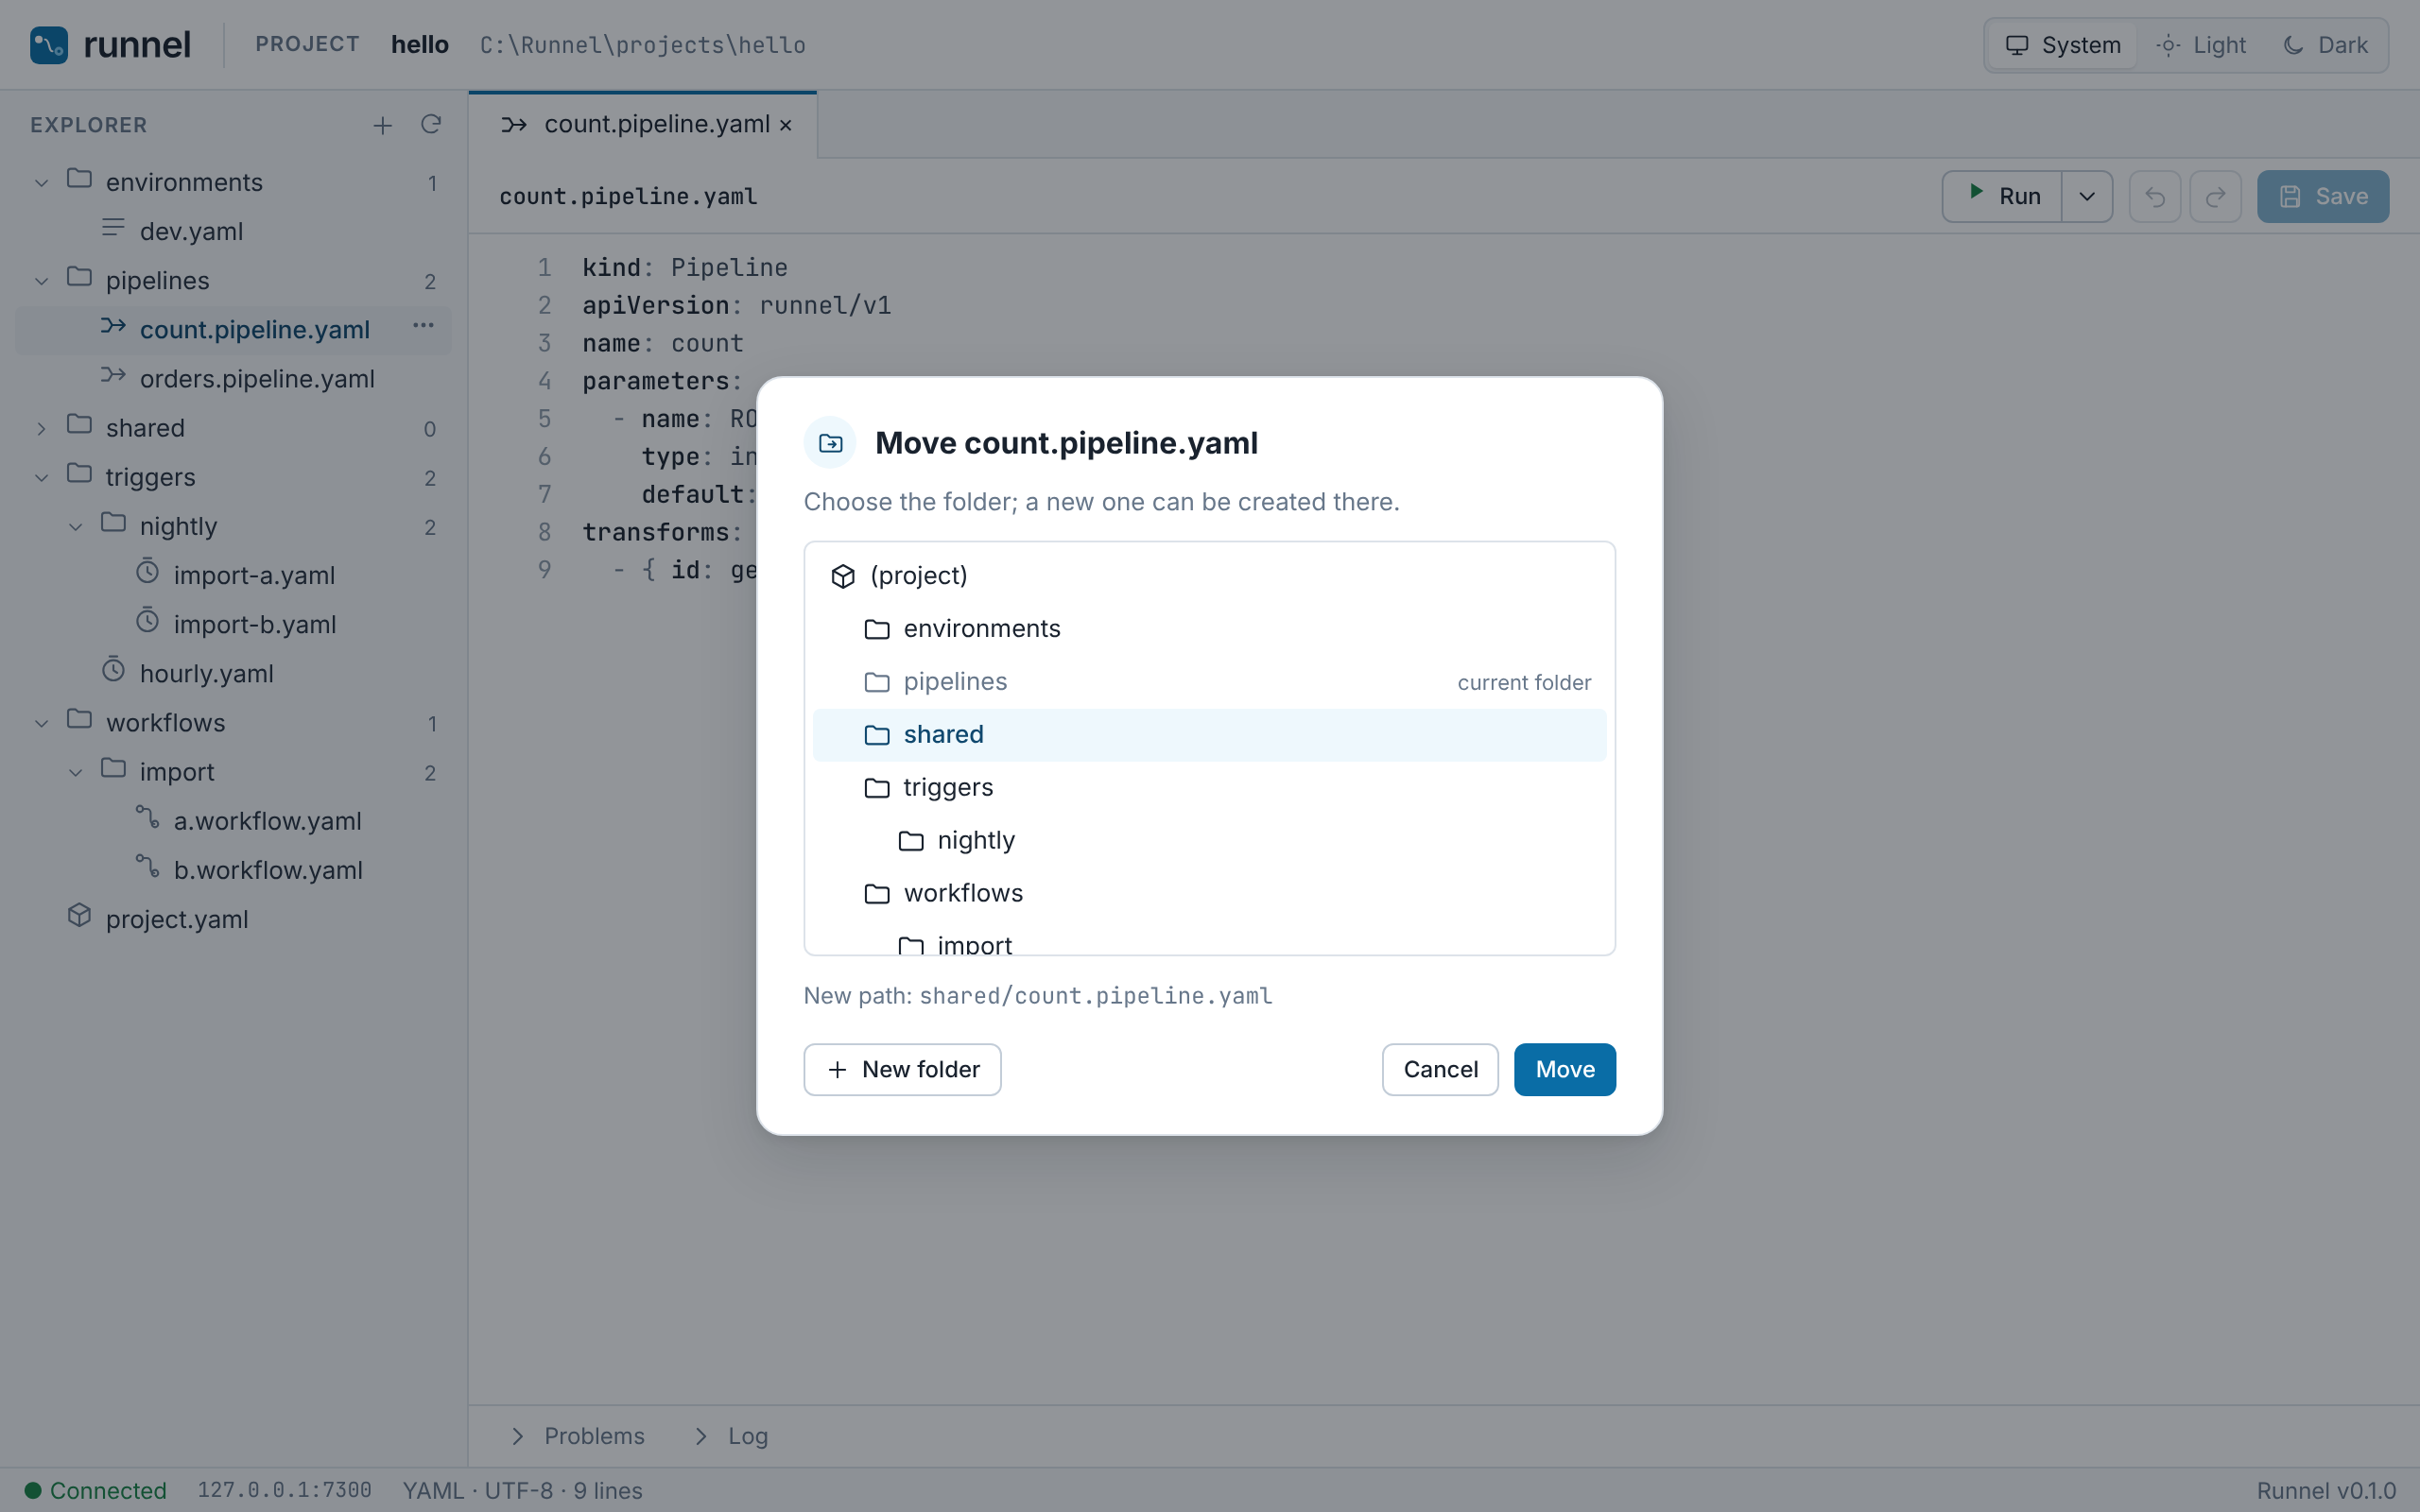 runnel PROJECT hello C:\Runnel\projects\hello System Light Dark
EXPLORER
environments 1
dev.yaml
pipelines 2
count.pipeline.yaml
orders.pipeline.yaml
shared 0
triggers 2
nightly 2
import-a.yaml
import-b.yaml
hourly.yaml
workflows 1
import 2
a.workflow.yaml
b.workflow.yaml
project.yaml
count.pipeline.yaml ×
count.pipeline.yaml Run Save
1 kind: Pipeline
2 apiVersion: runnel/v1
3 name: count
4 parameters:
5 - name: RO
6 type: in
7 default:
8 transforms:
9 - { id: ge
Move count.pipeline.yaml
Choose the folder; a new one can be created there.
(project)
environments
pipelines current folder
shared
triggers
nightly
workflows
import
New path: shared/count.pipeline.yaml
New folder Cancel Move
Problems Log
Connected 127.0.0.1:7300 YAML · UTF-8 · 9 lines Runnel v0.1.0